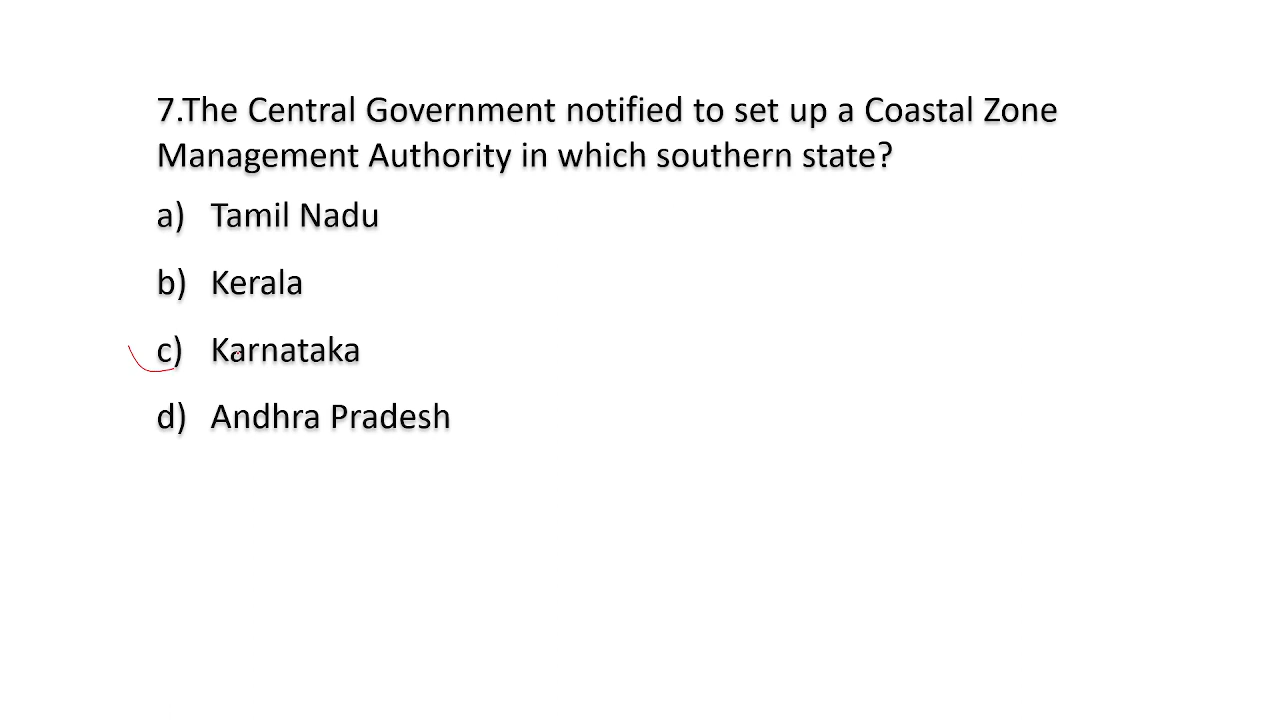 7.The Central Government notified to set up a Coastal Zone
Management Authority in which southern state?
a) Tamil Nadu
b) Kerala
c) Karnataka
d) Andhra Pradesh